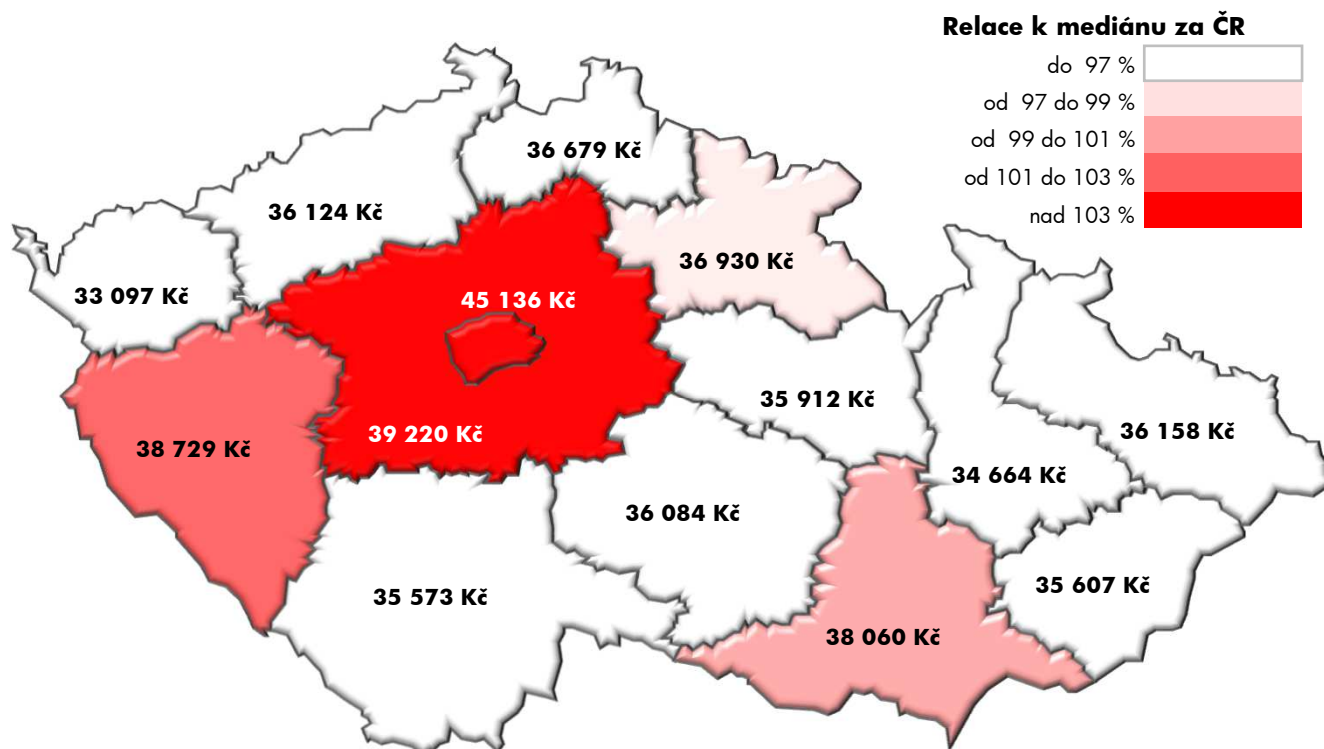 Relace k mediánu za ČR
do 97 %
od 97 do 99 %
od 99 do 101 %
od 101 do 103 %
nad 103 %
36 679 Kč
36 124 Kč
36 930 Kč
33 097 Kč
45 136 Kč
35 912 Kč
39 220 Kč
38 729 Kč
36 158 Kč
34 664 Kč
36 084 Kč
35 573 Kč
35 607 Kč
38 060 Kč